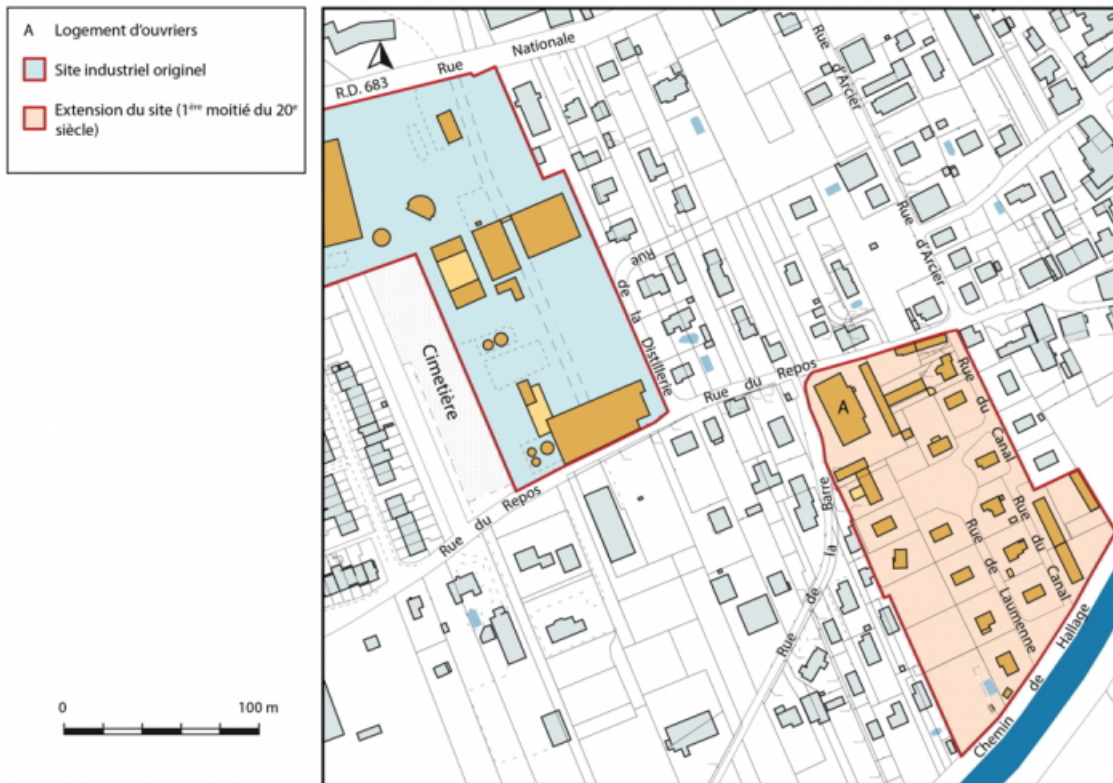 A Logement d'ouvriers
Site industriel originel
Extension du site (1ère moitié du 20e
siècle)
0 100 m
R.D. 683 Rue Nationale
Rue d'Arcier
Rue d'Arcier
Rue de la Distillerie
Cimetière
Rue du Repos
Rue du Repos
A
Rue du Canal
Rue de la Barre
Rue du Canal
Rue de Laumenne
Chemin de Hallage